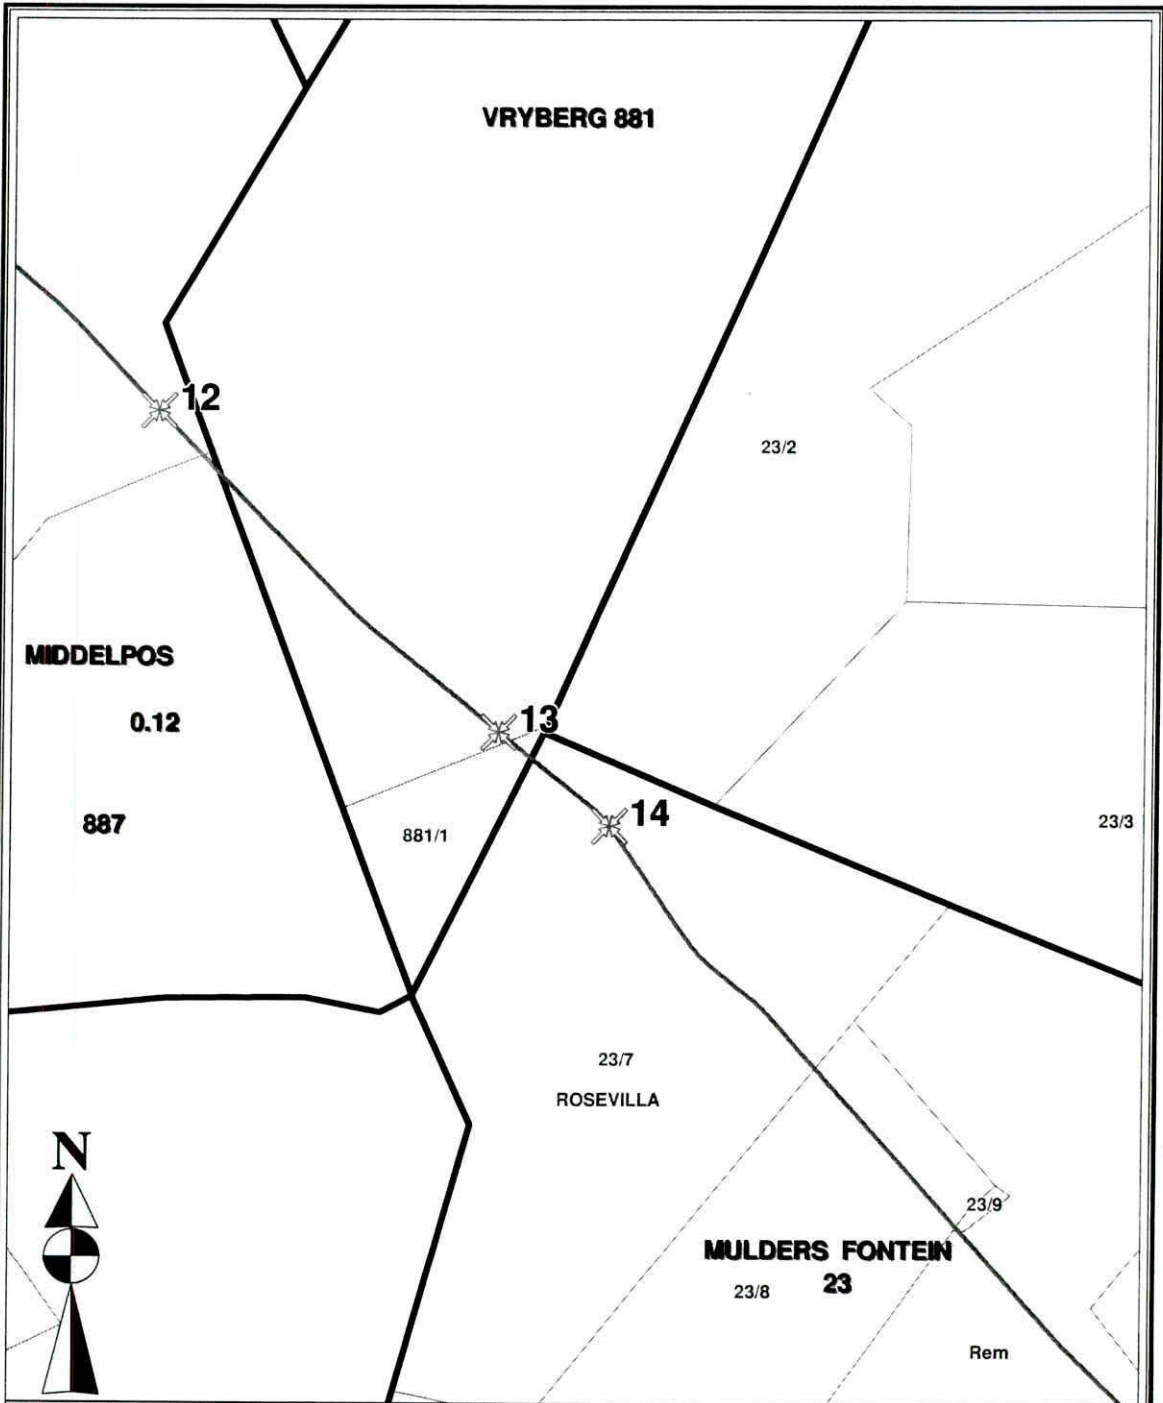 VRYBERG 881
12
23/2
MIDDELPOS
0.12
13
14
887
881/1
23/3
23/7
ROSEVILLA
N
23/9
MULDERS FONTEIN
23
23/8
Rem